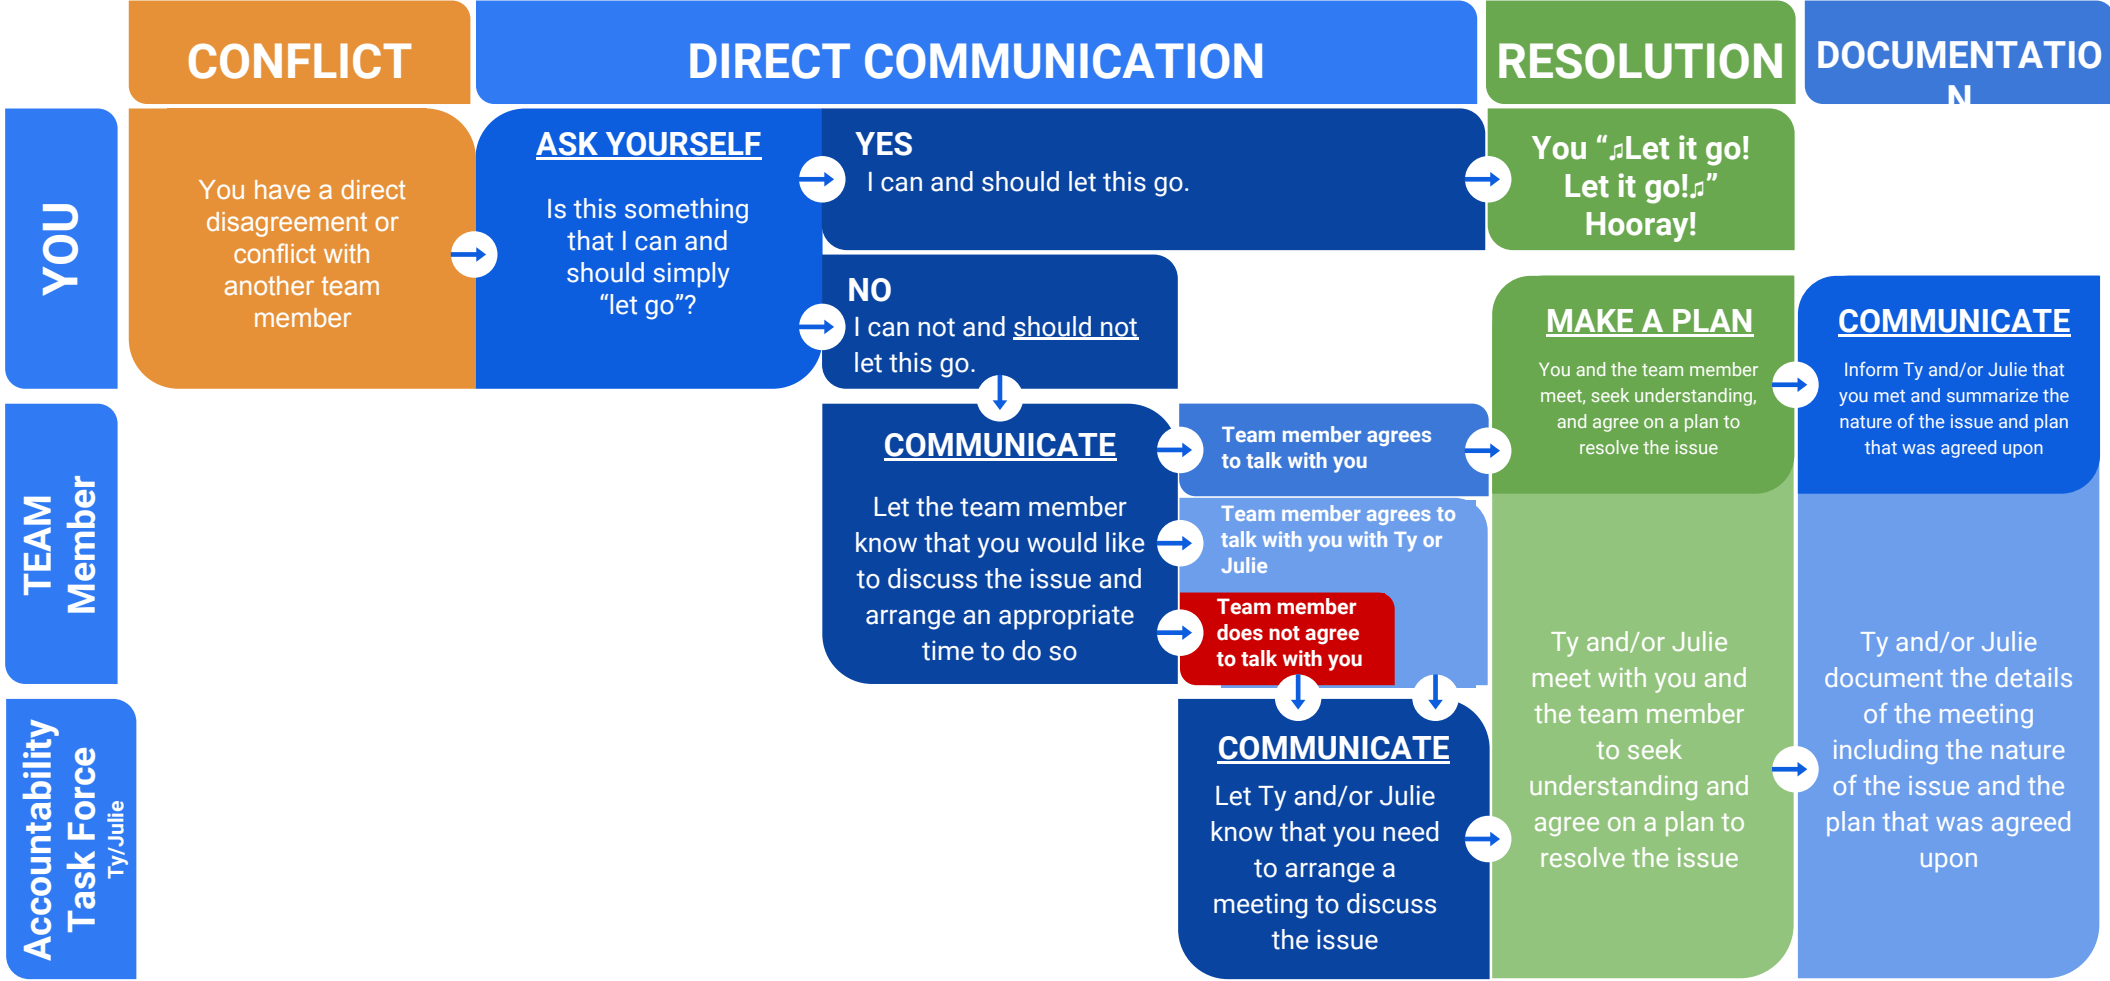 CONFLICT
DIRECT COMMUNICATION
RESOLUTION
DOCUMENTATIO
N
YOU
You have a direct
disagreement or
conflict with
another team
member
ASK YOURSELF
Is this something
that I can and
should simply
“let go”?
YES
I can and should let this go.
You “♫Let it go!
Let it go!♫”
Hooray!
NO
I can not and should not
let this go.
MAKE A PLAN
You and the team member
meet, seek understanding,
and agree on a plan to
resolve the issue
COMMUNICATE
Inform Ty and/or Julie that
you met and summarize the
nature of the issue and plan
that was agreed upon
TEAM
Member
COMMUNICATE
Let the team member
know that you would like
to discuss the issue and
arrange an appropriate
time to do so
Team member agrees
to talk with you
Team member agrees to
talk with you with Ty or
Julie
Team member
does not agree
to talk with you
Accountability
Task Force
Ty/Julie
COMMUNICATE
Let Ty and/or Julie
know that you need
to arrange a
meeting to discuss
the issue
Ty and/or Julie
meet with you and
the team member
to seek
understanding and
agree on a plan to
resolve the issue
Ty and/or Julie
document the details
of the meeting
including the nature
of the issue and the
plan that was agreed
upon